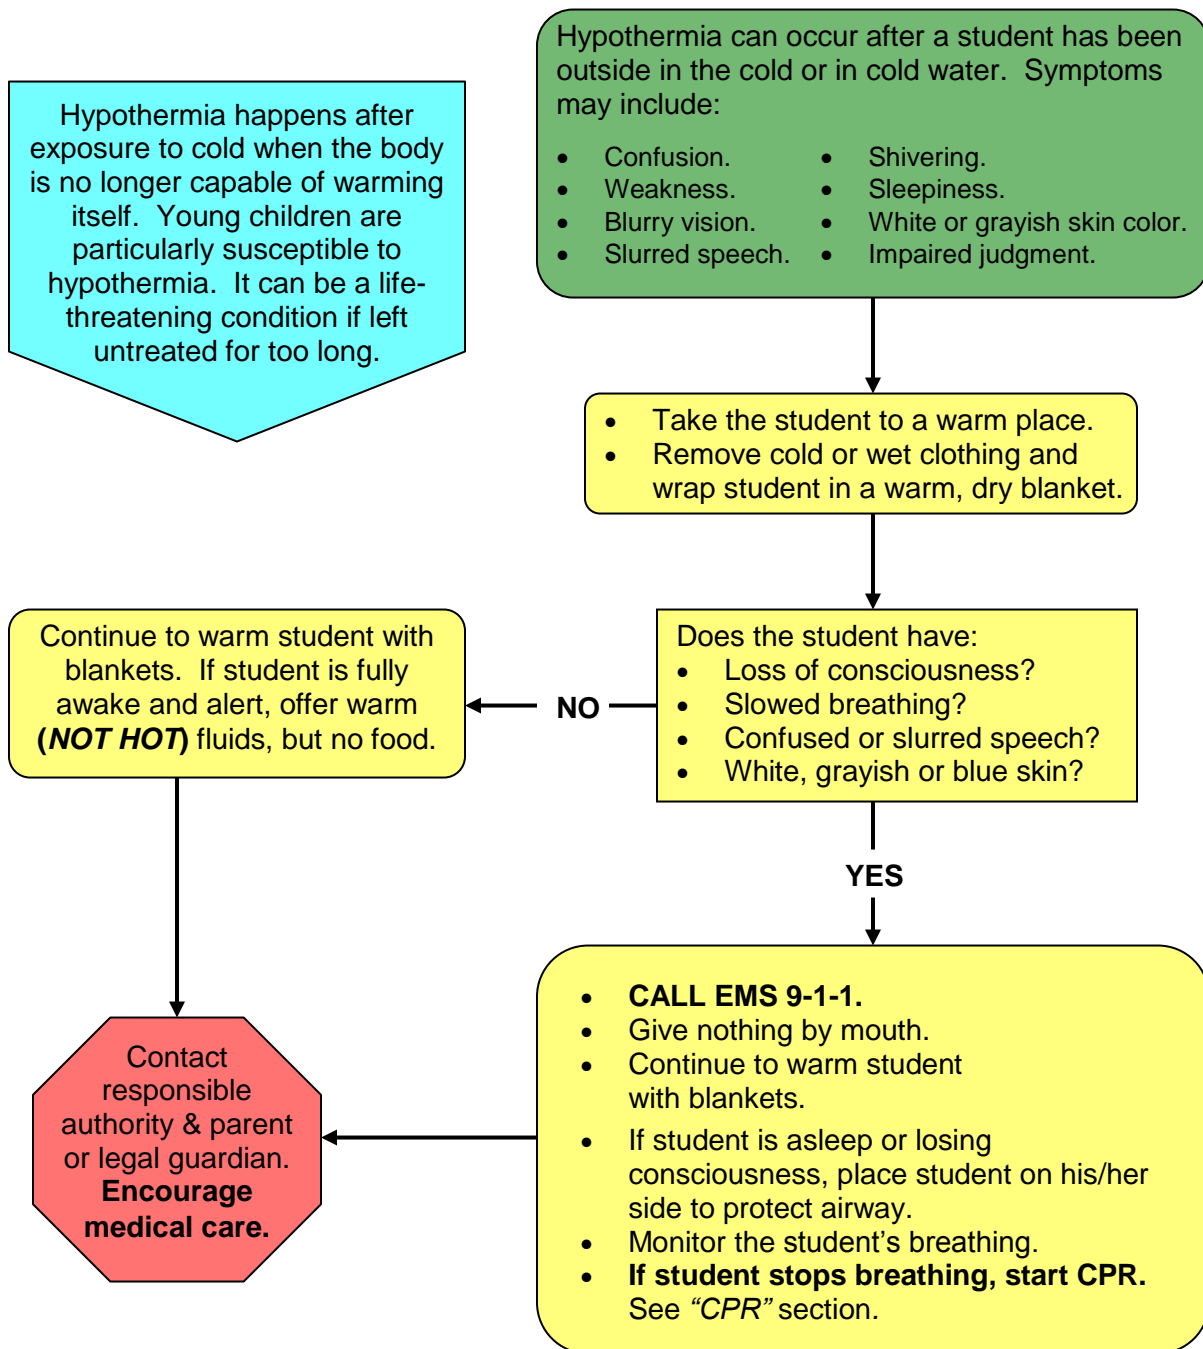 Hypothermia happens after
exposure to cold when the body
is no longer capable of warming
itself.  Young children are
particularly susceptible to
hypothermia.  It can be a life-
threatening condition if left
untreated for too long.
Hypothermia can occur after a student has been
outside in the cold or in cold water.  Symptoms
may include:
• Confusion.
• Weakness.
• Blurry vision.
• Slurred speech.
• Shivering.
• Sleepiness.
• White or grayish skin color.
• Impaired judgment.
• Take the student to a warm place.
• Remove cold or wet clothing and
wrap student in a warm, dry blanket.
Does the student have:
• Loss of consciousness?
• Slowed breathing?
• Confused or slurred speech?
• White, grayish or blue skin?
NO
Continue to warm student with
blankets.  If student is fully
awake and alert, offer warm
(NOT HOT) fluids, but no food.
YES
• CALL EMS 9-1-1.
• Give nothing by mouth.
• Continue to warm student
with blankets.
• If student is asleep or losing
consciousness, place student on his/her
side to protect airway.
• Monitor the student’s breathing.
• If student stops breathing, start CPR.
See “CPR” section.
Contact
responsible
authority & parent
or legal guardian.
Encourage
medical care.